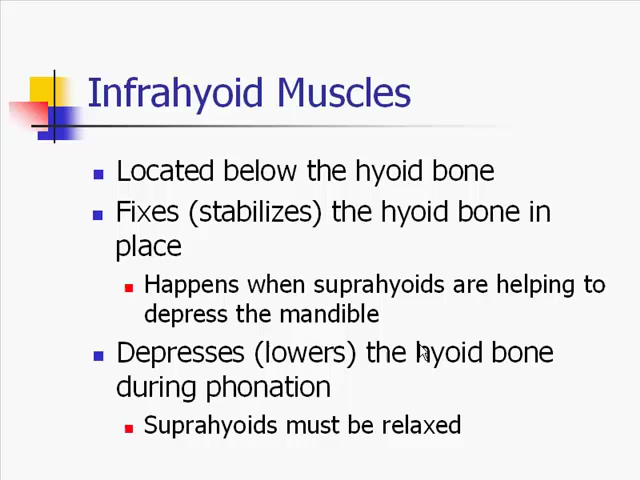 Infrahyoid Muscles
Located below the hyoid bone
Fixes (stabilizes) the hyoid bone in
place
Happens when suprahyoids are helping to
depress the mandible
Depresses (lowers) the hyoid bone
during phonation
Suprahyoids must be relaxed